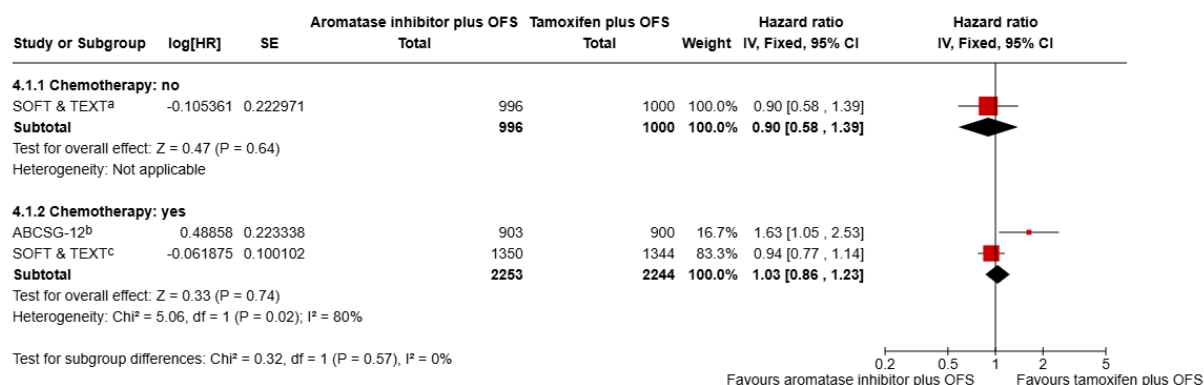 Aromatase inhibitor plus OFS Tamoxifen plus OFS Hazard ratio Hazard ratio
Study or Subgroup log[HR] SE Total Total Weight IV, Fixed, 95% CI IV, Fixed, 95% CI
4.1.1 Chemotherapy: no
SOFT & TEXTa -0.105361 0.222971 996 1000 100.0% 0.90 [0.58 , 1.39]
Subtotal 996 1000 100.0% 0.90 [0.58 , 1.39]
Test for overall effect: Z = 0.47 (P = 0.64)
Heterogeneity: Not applicable
4.1.2 Chemotherapy: yes
ABCSG-12b 0.48858 0.223338 903 900 16.7% 1.63 [1.05 , 2.53]
SOFT & TEXTc -0.061875 0.100102 1350 1344 83.3% 0.94 [0.77 , 1.14]
Subtotal 2253 2244 100.0% 1.03 [0.86 , 1.23]
Test for overall effect: Z = 0.33 (P = 0.74)
Heterogeneity: Chi² = 5.06, df = 1 (P = 0.02); I² = 80%
Test for subgroup differences: Chi² = 0.32, df = 1 (P = 0.57), I² = 0%
0.2 0.5 1 2 5
Favours aromatase inhibitor plus OFS Favours tamoxifen plus OFS